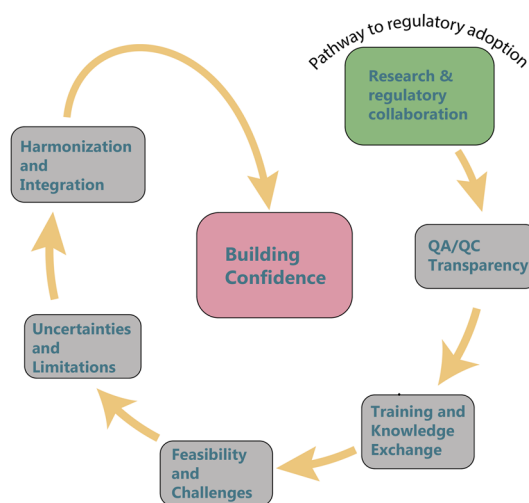 Pathway to regulatory adoption
Research &
regulatory
collaboration
QA/QC
Transparency
Training and
Knowledge
Exchange
Feasibility
and
Challenges
Uncertainties
and
Limitations
Harmonization
and
Integration
Building
Confidence